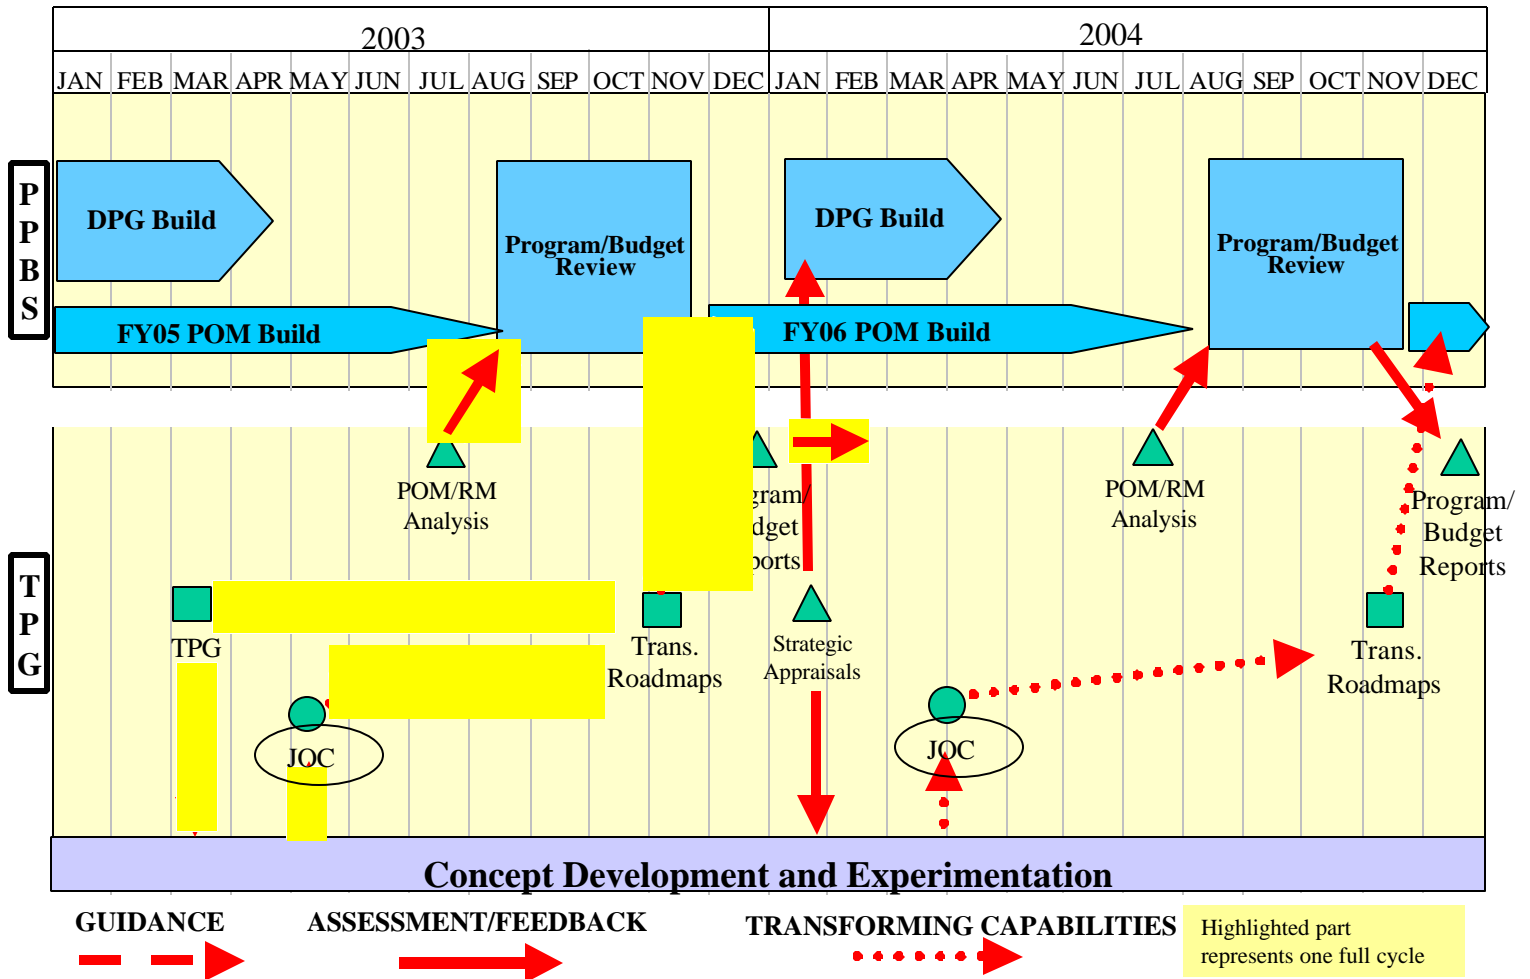 2003
2004
JAN FEB MAR APR MAY JUN JUL AUG SEP OCT NOV DEC JAN FEB MAR APR MAY JUN JUL AUG SEP OCT NOV DEC
P
P
B
S
DPG Build
Program/Budget
Review
FY05 POM Build
DPG Build
Program/Budget
Review
FY06 POM Build
T
P
G
POM/RM
Analysis
gram/
dget
ports
POM/RM
Analysis
Program/
Budget
Reports
TPG
Trans.
Roadmaps
Strategic
Appraisals
Trans.
Roadmaps
JOC
JOC
Concept Development and Experimentation
GUIDANCE
ASSESSMENT/FEEDBACK
TRANSFORMING CAPABILITIES
Highlighted part
represents one full cycle